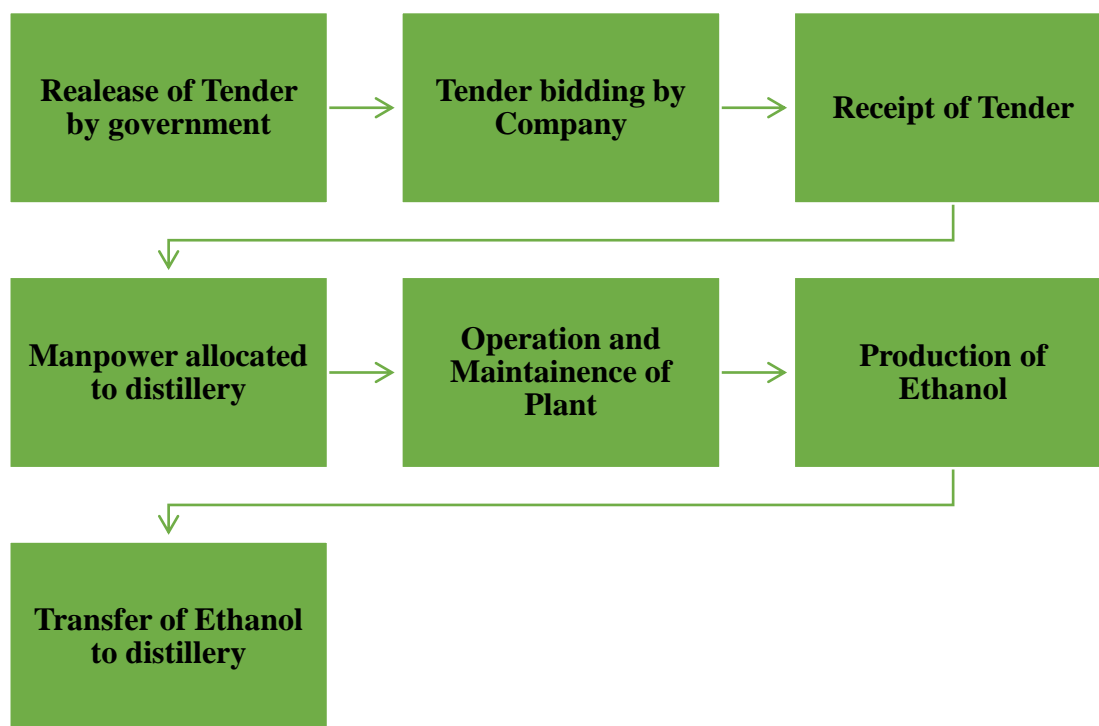 Realease of Tender
by government
Tender bidding by
Company
Receipt of Tender
Manpower allocated
to distillery
Operation and
Maintainence of
Plant
Production of
Ethanol
Transfer of Ethanol
to distillery